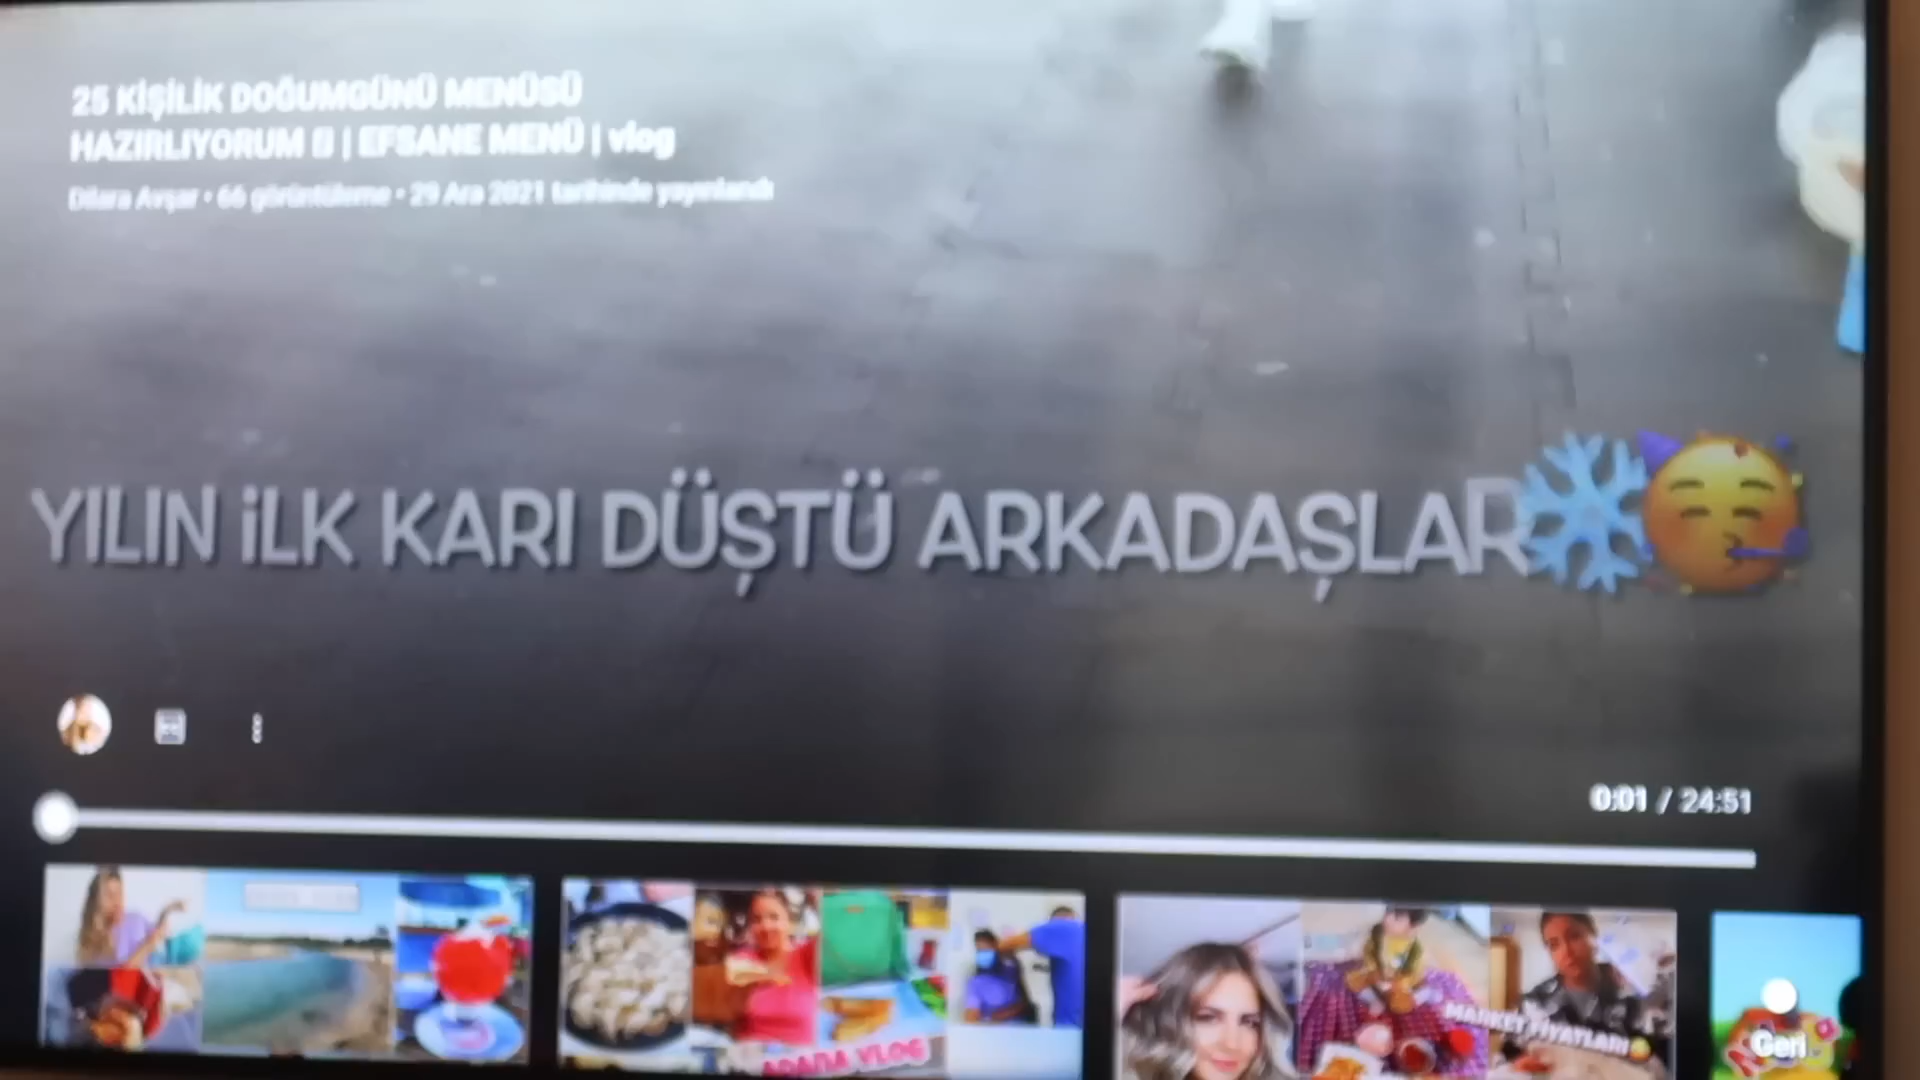 25 KİŞİLİK DOĞUMGÜNÜ MENÜSÜ
HAZIRLIYORUM | EFSANE MENÜ | vlog
Dilara Avşar • 66 görüntüleme • 29 Ara 2021 tarihinde yayınlandı
YILIN iLK KARI DÜŞTÜ ARKADAŞLAR
0:01 / 24:51
ADANA VLOG
MARKET FİYATLARI
Geri